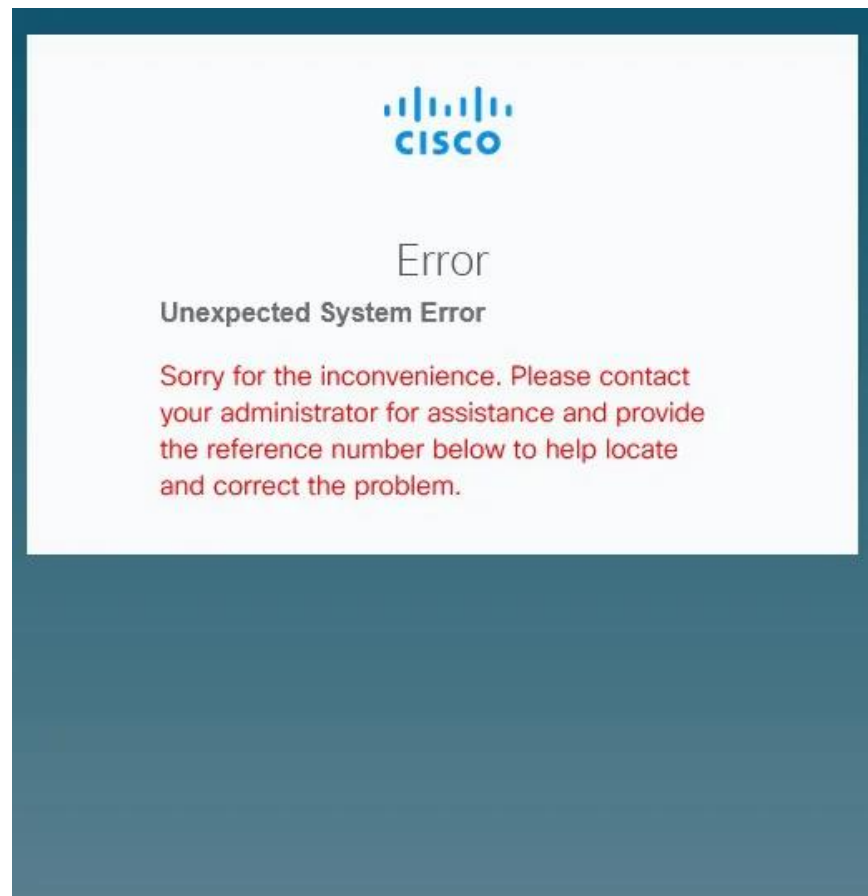 CISCO
Error
Unexpected System Error
Sorry for the inconvenience. Please contact
your administrator for assistance and provide
the reference number below to help locate
and correct the problem.